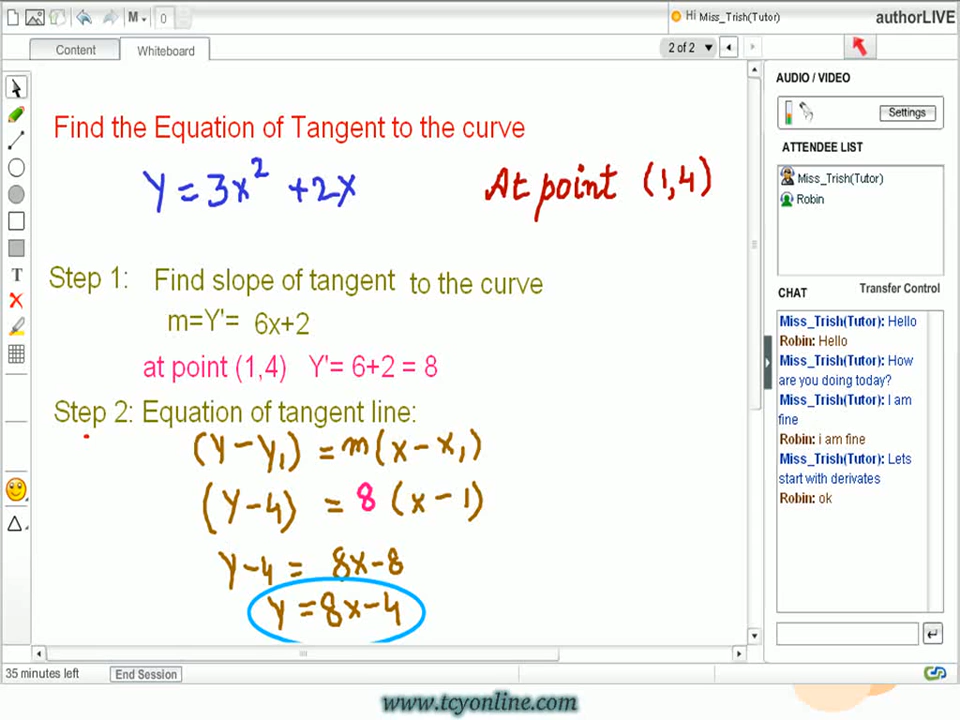 M
0
Hi Miss_Trish(Tutor)
authorLIVE
Content
Whiteboard
2 of 2
Find the Equation of Tangent to the curve
Y = 3x² + 2x
At point (1,4)
Step 1: Find slope of tangent to the curve
m=Y'= 6x+2
at point (1,4) Y'= 6+2 = 8
Step 2: Equation of tangent line:
(Y - Y₁) = m(x - x₁)
(Y - 4) = 8 (x - 1)
Y - 4 = 8x - 8
Y = 8x - 4
T
AUDIO / VIDEO
Settings
ATTENDEE LIST
Miss_Trish(Tutor)
Robin
CHAT
Transfer Control
Miss_Trish(Tutor): Hello
Robin: Hello
Miss_Trish(Tutor): How
are you doing today?
Miss_Trish(Tutor): I am
fine
Robin: i am fine
Miss_Trish(Tutor): Lets
start with derivates
Robin: ok
35 minutes left
End Session
www.tcyonline.com